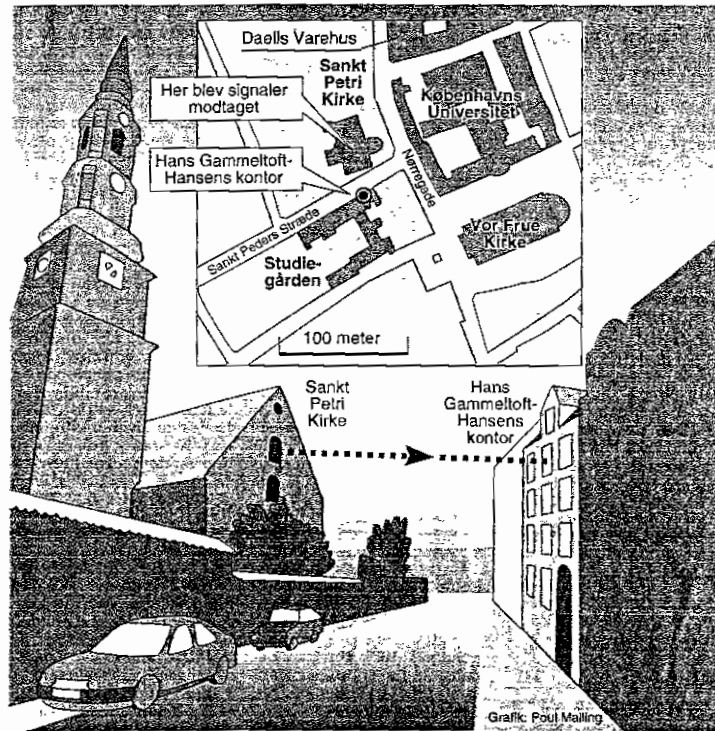 Daølls Varehus
Sankt
Petri
Kirke
Her blev signaler
modtaget
Københavns
Universitet
Hans Gammeltoft-
Hansens kontor
Nørregade
Sankt Peders Stræde
Vor Frue
Kirke
Studie-
gården
100 meter
Sankt
Petri
Kirke
Hans
Gammeltoft-
Hansens
kontor
Grafik: Poul Malling